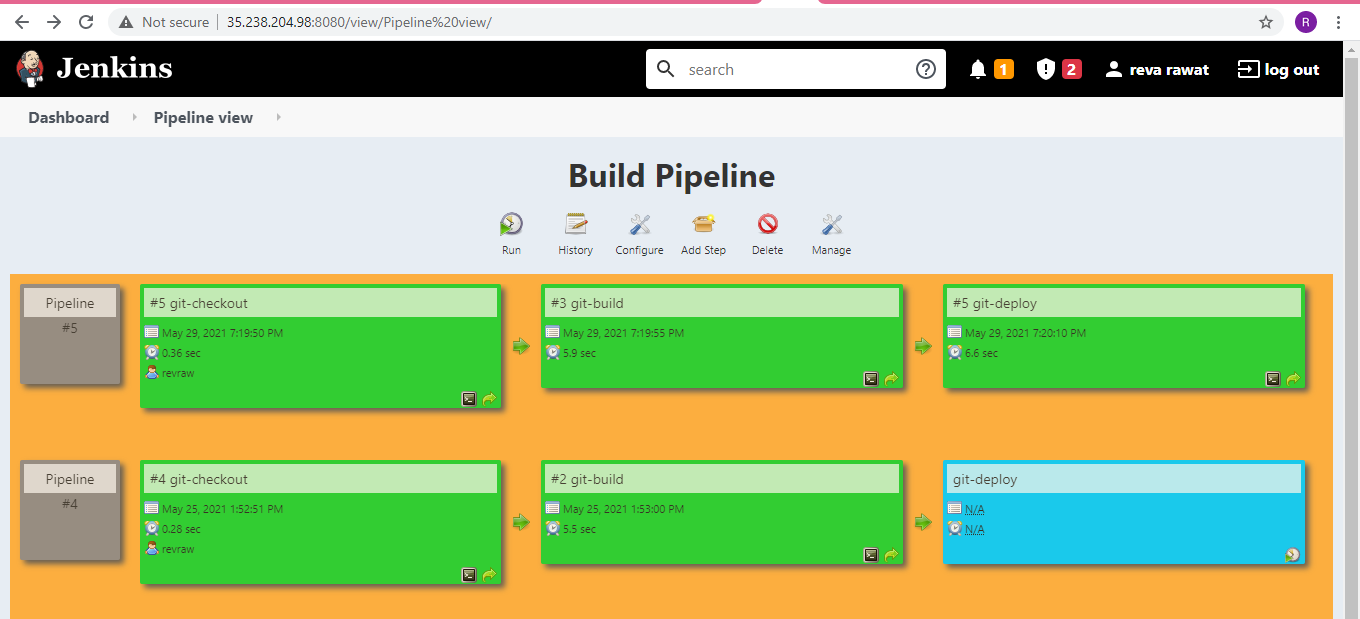 Not secure
35.238.204.98:8080/view/Pipeline%20view/
R
Jenkins
search
1
2
reva rawat
log out
Dashboard
Pipeline view
Build Pipeline
Run
History
Configure
Add Step
Delete
Manage
Pipeline
#5
#5 git-checkout
May 29, 2021 7:19:50 PM
0.36 sec
revraw
#3 git-build
May 29, 2021 7:19:55 PM
5.9 sec
#5 git-deploy
May 29, 2021 7:20:10 PM
6.6 sec
Pipeline
#4
#4 git-checkout
May 25, 2021 1:52:51 PM
0.28 sec
revraw
#2 git-build
May 25, 2021 1:53:00 PM
5.5 sec
git-deploy
N/A
N/A